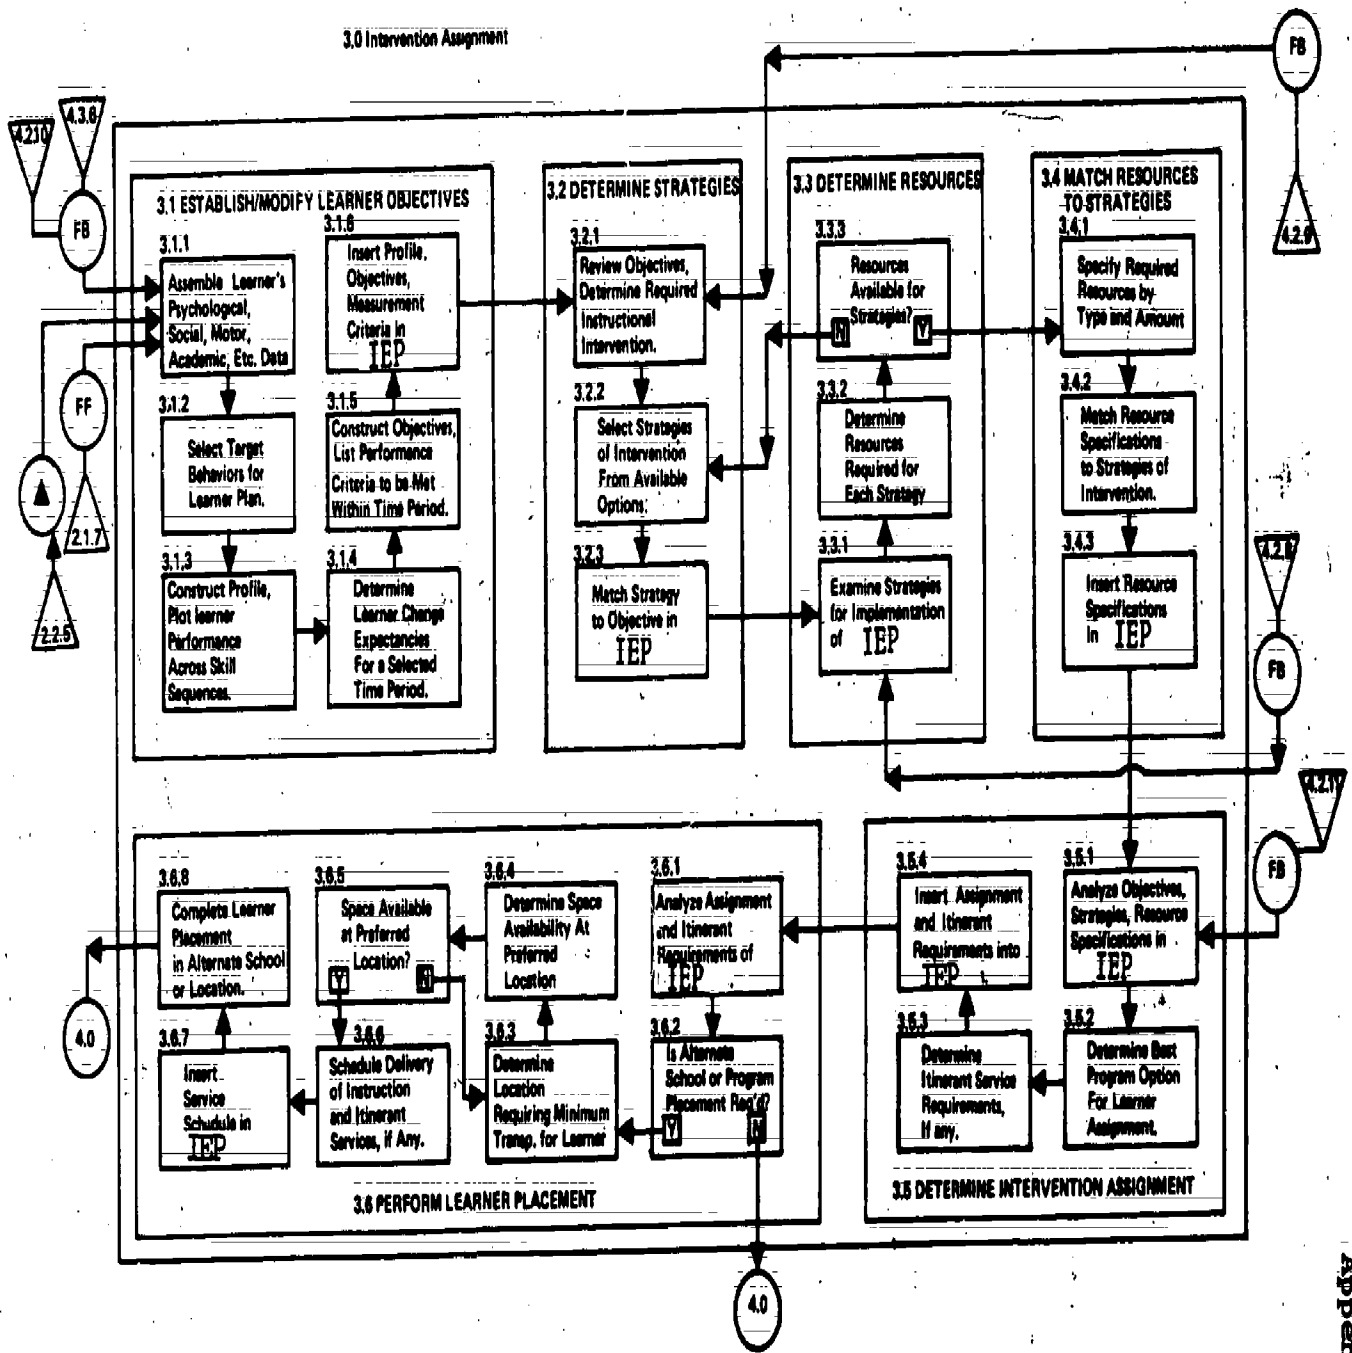 3.0 Intervention Assignment
FB
4.2.10
4.3.6
FB
4.2.9
3.1 ESTABLISH/MODIFY LEARNER OBJECTIVES
3.1.1
Assemble Learner's
Psychological,
Social, Motor,
Academic, Etc. Data
3.1.2
Select Target
Behaviors for
Learner Plan.
3.1.3
Construct Profile,
Plot learner
Performance
Across Skill
Sequences.
3.1.4
Determine
Learner Change
Expectancies
For a Selected
Time Period.
3.1.5
Construct Objectives,
List Performance
Criteria to be Met
Within Time Period.
3.1.6
Insert Profile,
Objectives,
Measurement
Criteria in
IEP
FF
2.1.7
2.2.5
3.2 DETERMINE STRATEGIES
3.2.1
Review Objectives,
Determine Required
Instructional
Intervention.
3.2.2
Select Strategies
of Intervention
From Available
Options.
3.2.3
Match Strategy
to Objective in
IEP
3.3 DETERMINE RESOURCES
3.3.3
Resources
Available for
Strategies?
N Y
3.3.2
Determine
Resources
Required for
Each Strategy
3.3.1
Examine Strategies
for Implementation
of IEP
3.4 MATCH RESOURCES
TO STRATEGIES
3.4.1
Specify Required
Resources by
Type and Amount
3.4.2
Match Resource
Specifications
to Strategies of
Intervention.
3.4.3
Insert Resource
Specifications
in IEP
FB
4.2.11
FB
3.6.8
Complete Learner
Placement
in Alternate School
or Location.
3.6.7
Insert
Service
Schedule in
IEP
4.0
3.6.5
Space Available
at Preferred
Location?
Y N
3.6.6
Schedule Delivery
of Instruction
and Itinerant
Services, if Any.
3.6.4
Determine Space
Availability At
Preferred
Location
3.6.3
Determine
Location
Requiring Minimum
Transp. for Learner
3.6.1
Analyze Assignment
and Itinerant
Requirements of
IEP
3.6.2
Is Alternate
School or Program
Placement Req'd?
Y N
3.6 PERFORM LEARNER PLACEMENT
3.5.4
Insert Assignment
and Itinerant
Requirements into
IEP
3.5.3
Determine
Itinerant Service
Requirements,
If any.
3.5.1
Analyze Objectives,
Strategies, Resource
Specifications in
IEP
3.5.2
Determine Best
Program Option
For Learner
Assignment.
3.5 DETERMINE INTERVENTION ASSIGNMENT
4.0